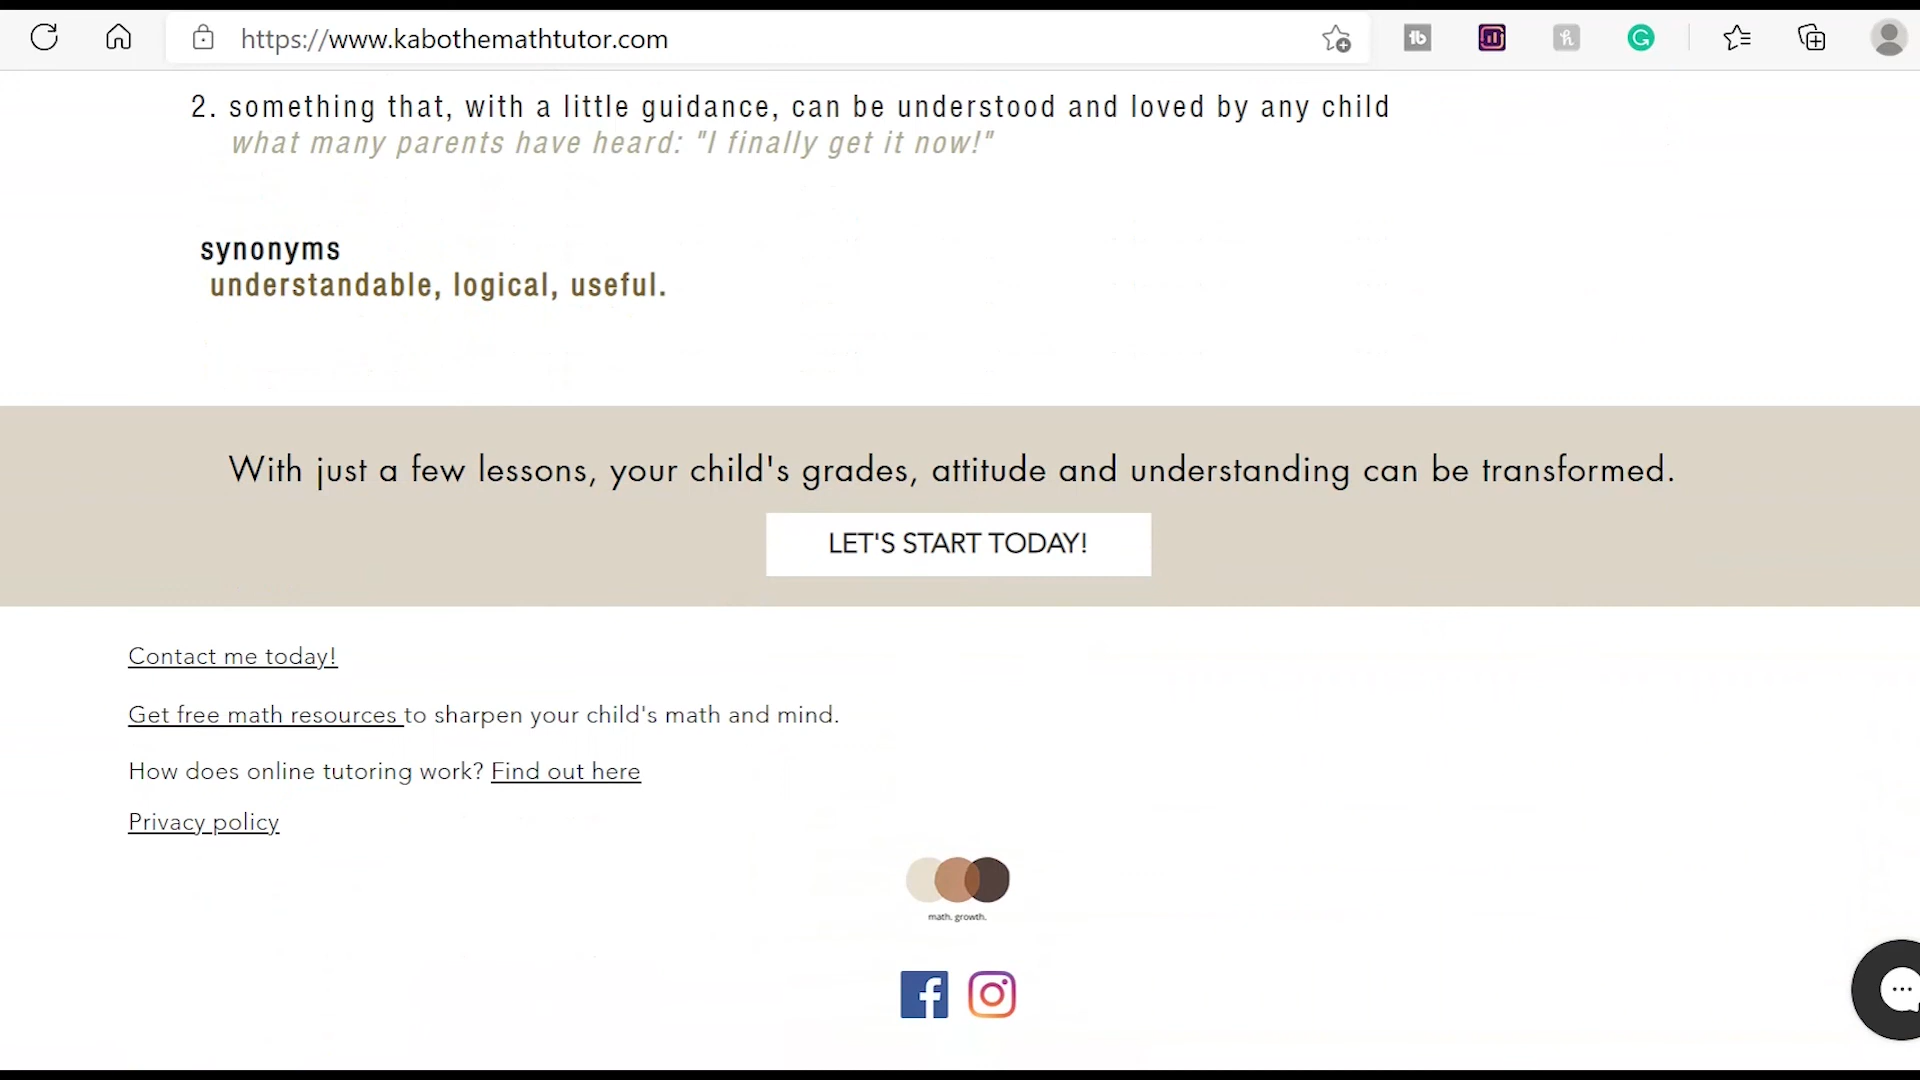 https://www.kabothemathtutor.com
2. something that, with a little guidance, can be understood and loved by any child
what many parents have heard: "I finally get it now!"
synonyms
understandable, logical, useful.
With just a few lessons, your child's grades, attitude and understanding can be transformed.
LET'S START TODAY!
Contact me today!
Get free math resources to sharpen your child's math and mind.
How does online tutoring work? Find out here
Privacy policy
math. growth.